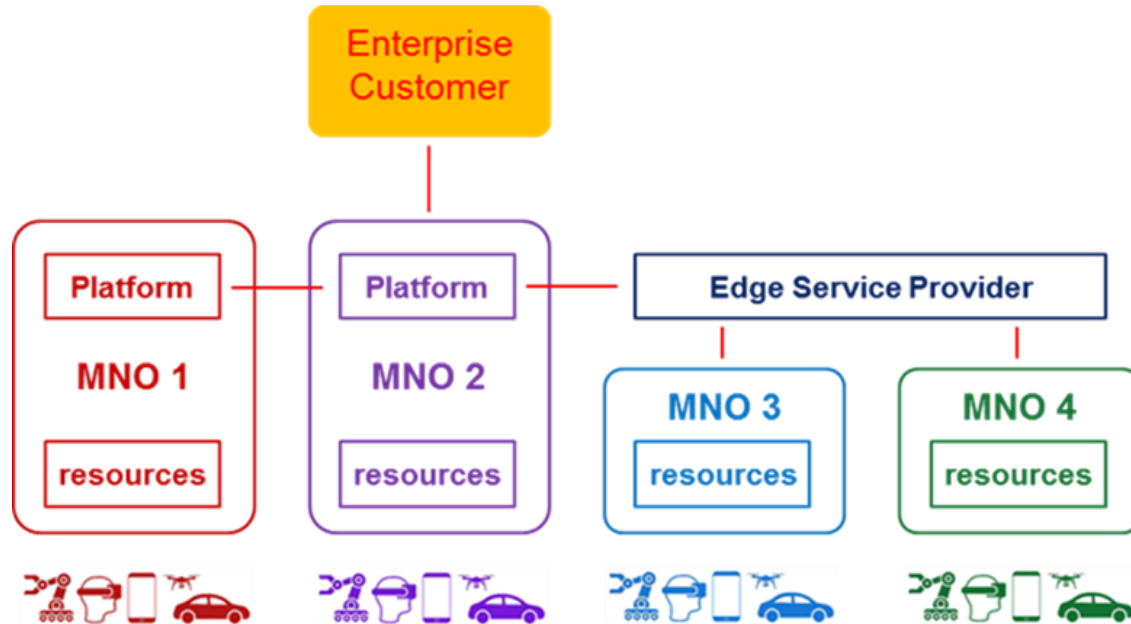 Enterprise
Customer
Platform
Platform
Edge Service Provider
MNO 1
MNO 2
MNO 3
MNO 4
resources
resources
resources
resources